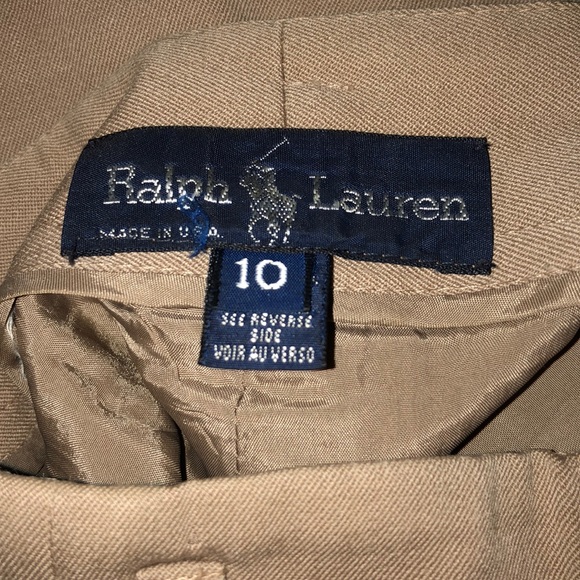 Ralph Lauren
MADE IN U.S.A.
10
SEE REVERSE
SIDE
VOIR AU VERSO